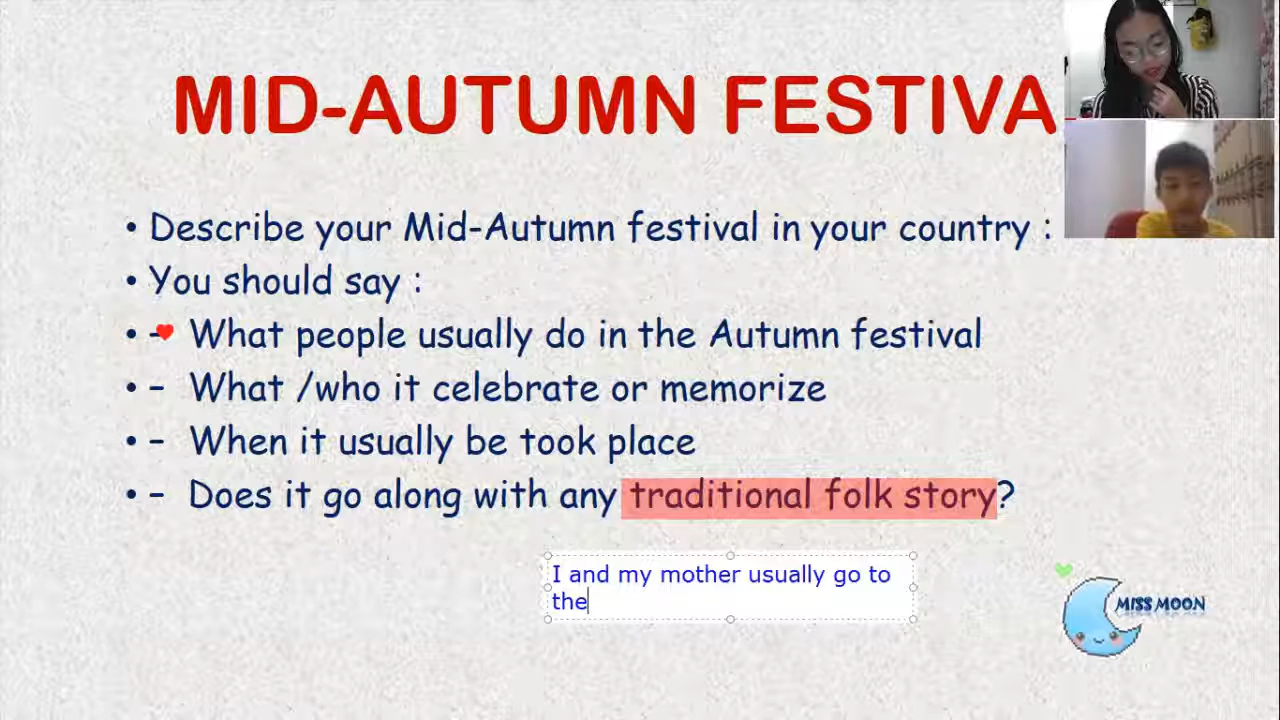 MID-AUTUMN FESTIVA
• Describe your Mid-Autumn festival in your country :
• You should say :
• – What people usually do in the Autumn festival
• – What /who it celebrate or memorize
• – When it usually be took place
• – Does it go along with any traditional folk story?
I and my mother usually go to
the
MISS MOON